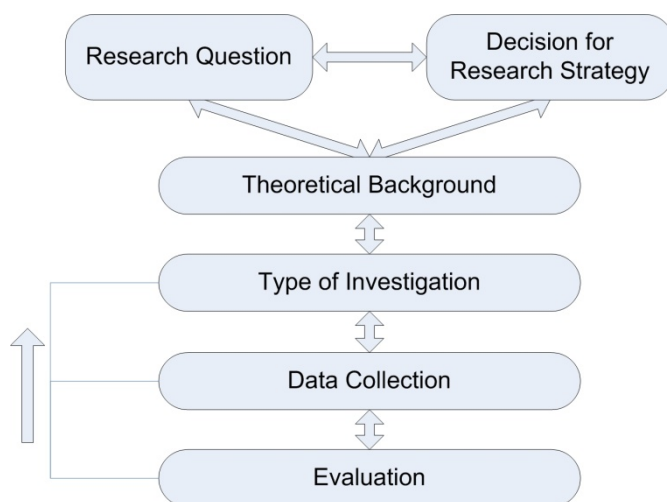 Research Question
Decision for
Research Strategy
Theoretical Background
Type of Investigation
Data Collection
Evaluation